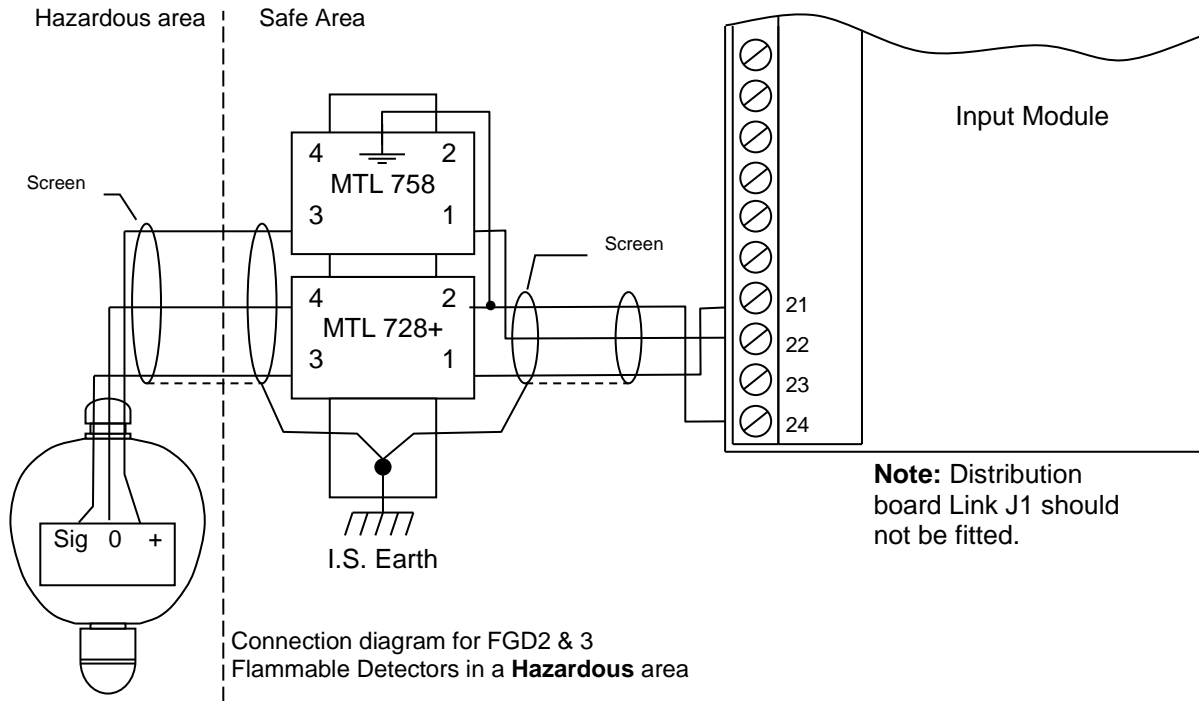 Hazardous area
Safe Area
Input Module
4 2
MTL 758
3 1
Screen
Screen
4 2
MTL 728+
3 1
21
22
23
24
Note: Distribution
board Link J1 should
not be fitted.
Sig 0 +
I.S. Earth
Connection diagram for FGD2 & 3
Flammable Detectors in a Hazardous area